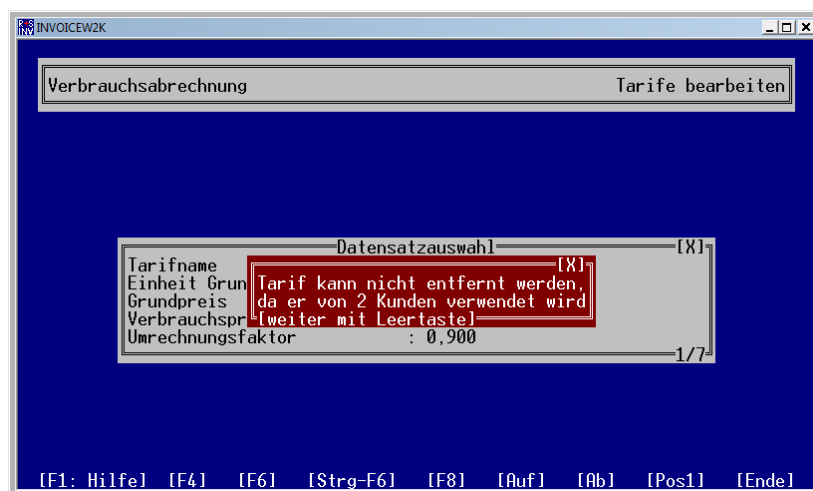 R+S INV INVOICEW2K
Verbrauchsabrechnung Tarife bearbeiten
Datensatzauswahl [X]
Tarifname [X]
Einheit Grun Tarif kann nicht entfernt werden,
Grundpreis da er von 2 Kunden verwendet wird
Verbrauchspr [weiter mit Leertaste]
Umrechnungsfaktor : 0,900
1/7
[F1: Hilfe] [F4] [F6] [Strg-F6] [F8] [Auf] [Ab] [Pos1] [Ende]